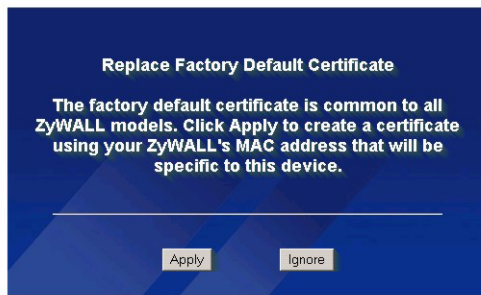 Replace Factory Default Certificate
The factory default certificate is common to all
ZyWALL models. Click Apply to create a certificate
using your ZyWALL's MAC address that will be
specific to this device.
Apply Ignore